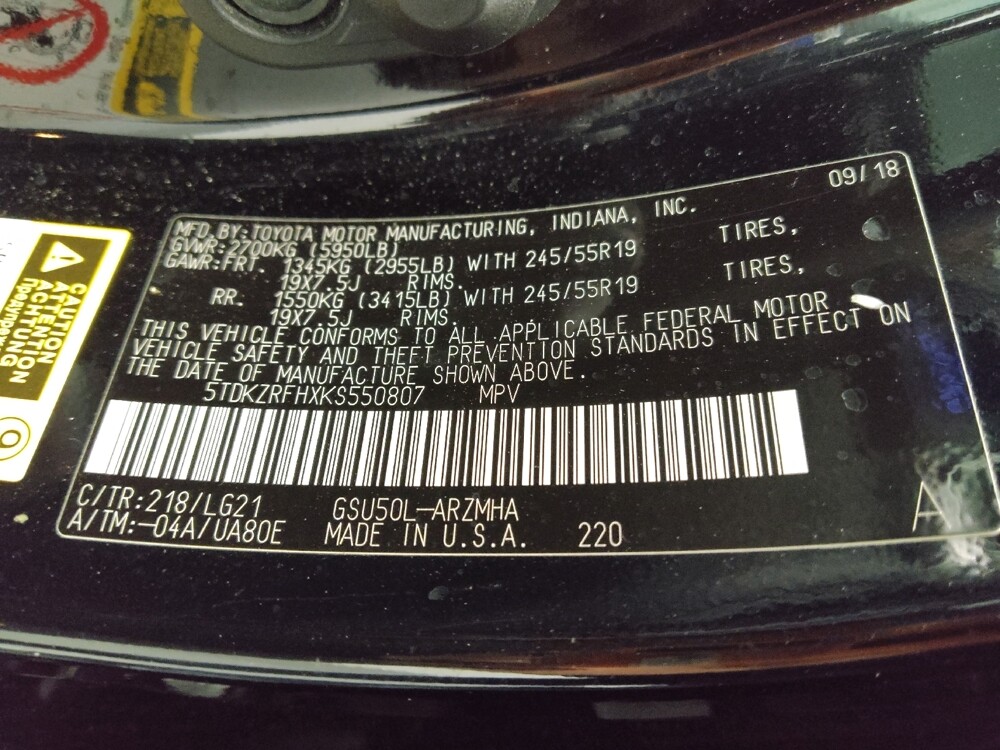 09/18
MFD. BY: TOYOTA MOTOR MANUFACTURING, INDIANA, INC.
GVWR: 2700KG (5950LB)
GAWR: FRT. 1345KG (2955LB) WITH 245/55R19 TIRES,
19X7.5J RIMS.
RR. 1550KG (3415LB) WITH 245/55R19 TIRES,
19X7.5J RIMS.
THIS VEHICLE CONFORMS TO ALL APPLICABLE FEDERAL MOTOR
VEHICLE SAFETY AND THEFT PREVENTION STANDARDS IN EFFECT ON
THE DATE OF MANUFACTURE SHOWN ABOVE.
5TDKZRFHXKS550807 MPV
C/TR: 218/LG21 GSU50L-ARZMHA
A/TM: -04A/UA80E MADE IN U.S.A. 220
A
CAUTION
ATTENTION
ACHTUNG